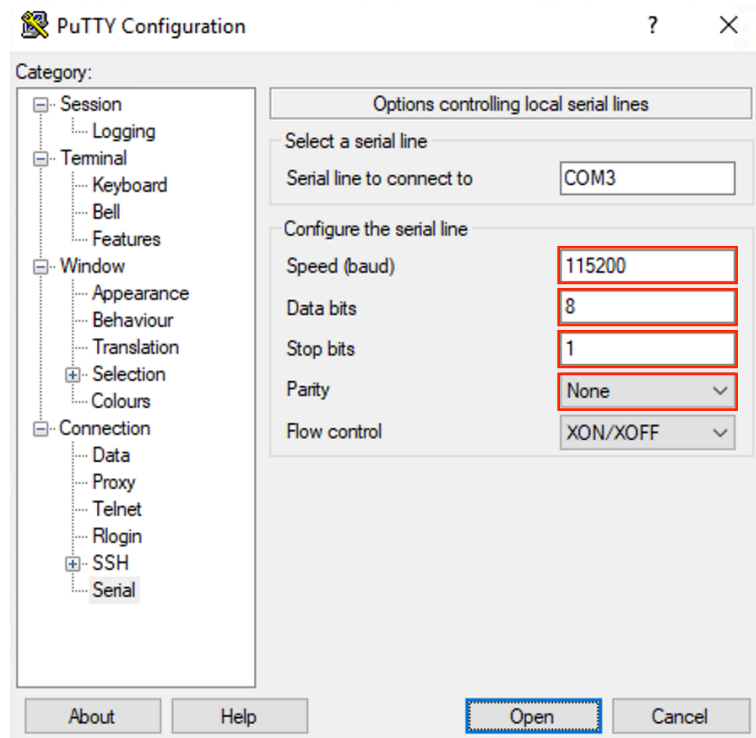 PuTTY Configuration
?
Category:
Session
Logging
Terminal
Keyboard
Bell
Features
Window
Appearance
Behaviour
Translation
Selection
Colours
Connection
Data
Proxy
Telnet
Rlogin
SSH
Serial
Options controlling local serial lines
Select a serial line
Serial line to connect to COM3
Configure the serial line
Speed (baud) 115200
Data bits 8
Stop bits 1
Parity None
Flow control XON/XOFF
About Help Open Cancel